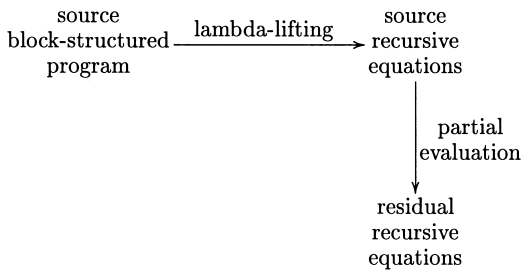 source
block-structured
program
lambda-lifting
source
recursive
equations
partial
evaluation
residual
recursive
equations